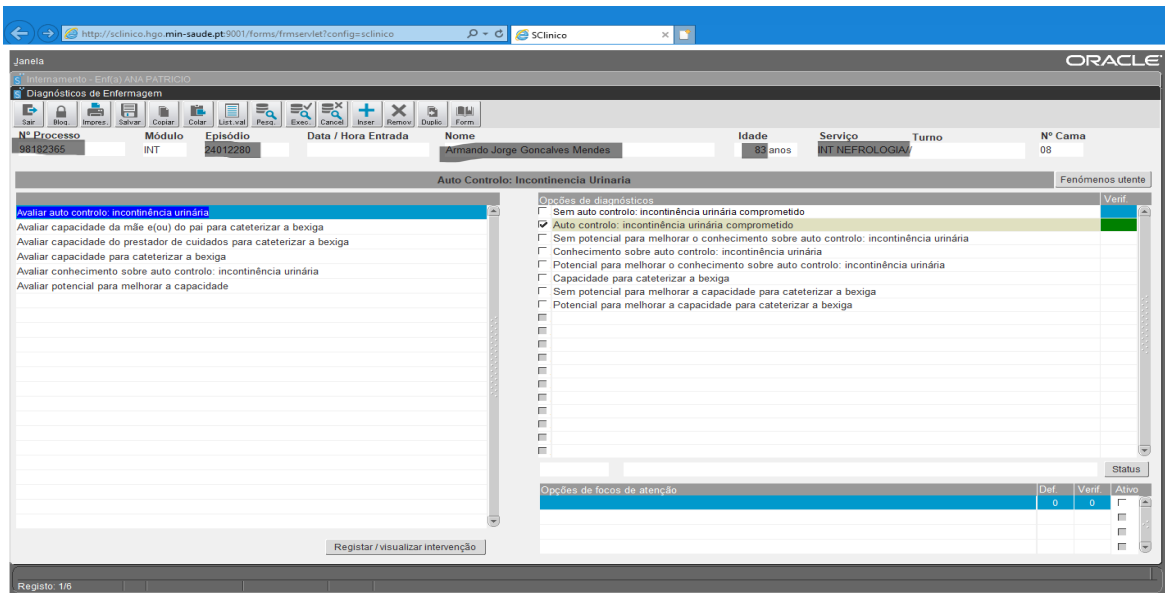 http://sclinico.hgo.min-saude.pt:9001/forms/frmservlet?config=sclinico
SClinico
Janela
ORACLE
Internamento - Enf(a) ANA PATRICIO
Diagnósticos de Enfermagem
Sair Bloq. Impres. Salvar Copiar Colar List.val Pesq. Exec. Cancel Inser Remov Duplic Form.
Nº Processo Módulo Episódio Data / Hora Entrada Nome Idade Serviço Turno Nº Cama
98182365 INT 24012280 Armando Jorge Goncalves Mendes 83 anos INT NEFROLOGIA// 08
Auto Controlo: Incontinencia Urinaria
Fenómenos utente
Avaliar auto controlo: incontinência urinária
Avaliar capacidade da mãe e(ou) do pai para cateterizar a bexiga
Avaliar capacidade do prestador de cuidados para cateterizar a bexiga
Avaliar capacidade para cateterizar a bexiga
Avaliar conhecimento sobre auto controlo: incontinência urinária
Avaliar potencial para melhorar a capacidade
Registar / visualizar intervenção
Opções de diagnósticos Verif.
Sem auto controlo: incontinência urinária comprometido
Auto controlo: incontinência urinária comprometido
Sem potencial para melhorar o conhecimento sobre auto controlo: incontinência urinária
Conhecimento sobre auto controlo: incontinência urinária
Potencial para melhorar o conhecimento sobre auto controlo: incontinência urinária
Capacidade para cateterizar a bexiga
Sem potencial para melhorar a capacidade para cateterizar a bexiga
Potencial para melhorar a capacidade para cateterizar a bexiga
Status
Opções de focos de atenção Def. Verif. Ativo
0 0
Registo: 1/6